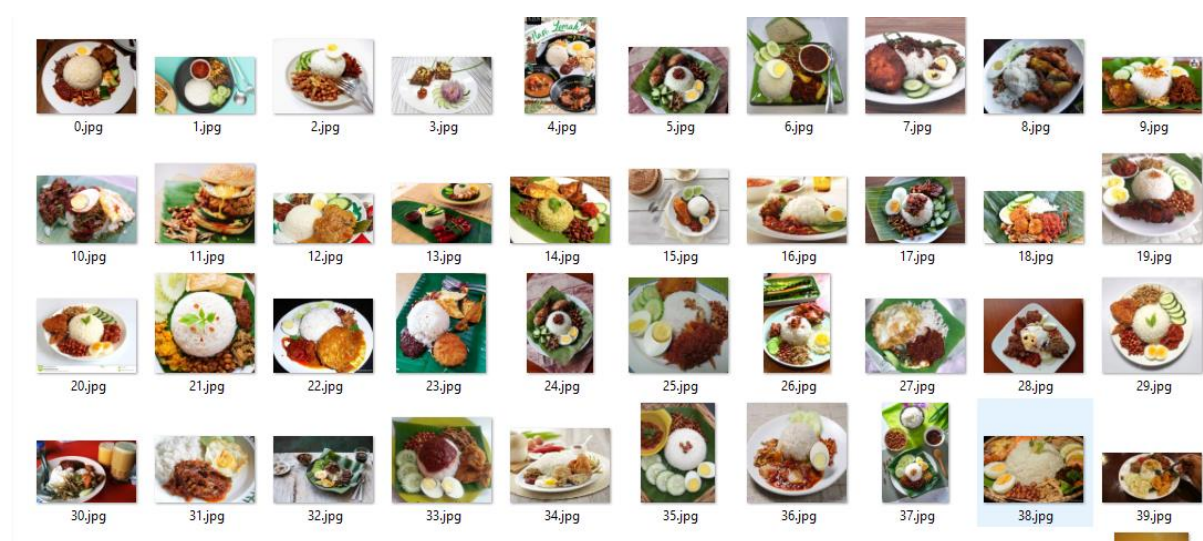 Nasi Lemak
0.jpg 1.jpg 2.jpg 3.jpg 4.jpg 5.jpg 6.jpg 7.jpg 8.jpg 9.jpg
10.jpg 11.jpg 12.jpg 13.jpg 14.jpg 15.jpg 16.jpg 17.jpg 18.jpg 19.jpg
20.jpg 21.jpg 22.jpg 23.jpg 24.jpg 25.jpg 26.jpg 27.jpg 28.jpg 29.jpg
30.jpg 31.jpg 32.jpg 33.jpg 34.jpg 35.jpg 36.jpg 37.jpg 38.jpg 39.jpg